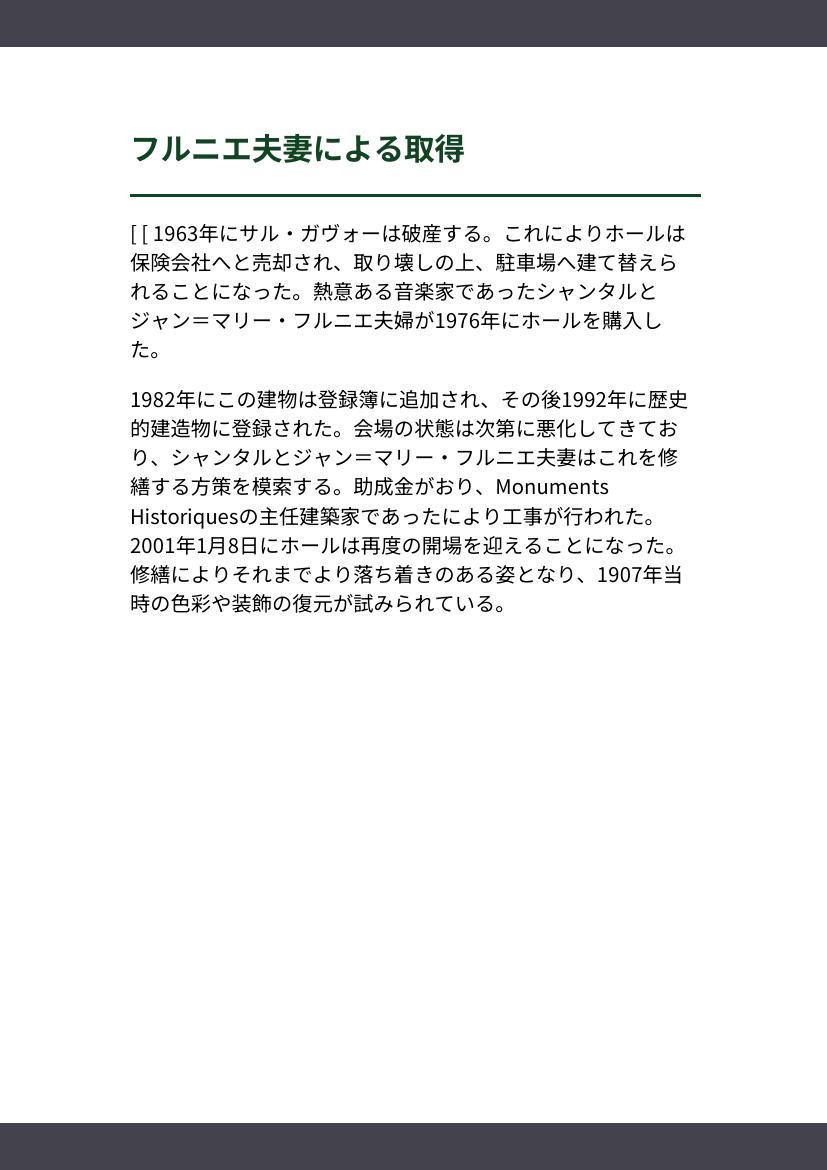 フルニエ夫妻による取得
[ [ 1963年にサル・ガヴォーは破産する。これによりホールは
保険会社へと売却され、取り壊しの上、駐車場へ建て替えら
れることになった。熱意ある音楽家であったシャンタルと
ジャン＝マリー・フルニエ夫婦が1976年にホールを購入し
た。
1982年にこの建物は登録簿に追加され、その後1992年に歴史
的建造物に登録された。会場の状態は次第に悪化してきてお
り、シャンタルとジャン＝マリー・フルニエ夫妻はこれを修
繕する方策を模索する。助成金がおり、Monuments
Historiquesの主任建築家であったにより工事が行われた。
2001年1月8日にホールは再度の開場を迎えることになった。
修繕によりそれまでより落ち着きのある姿となり、1907年当
時の色彩や装飾の復元が試みられている。